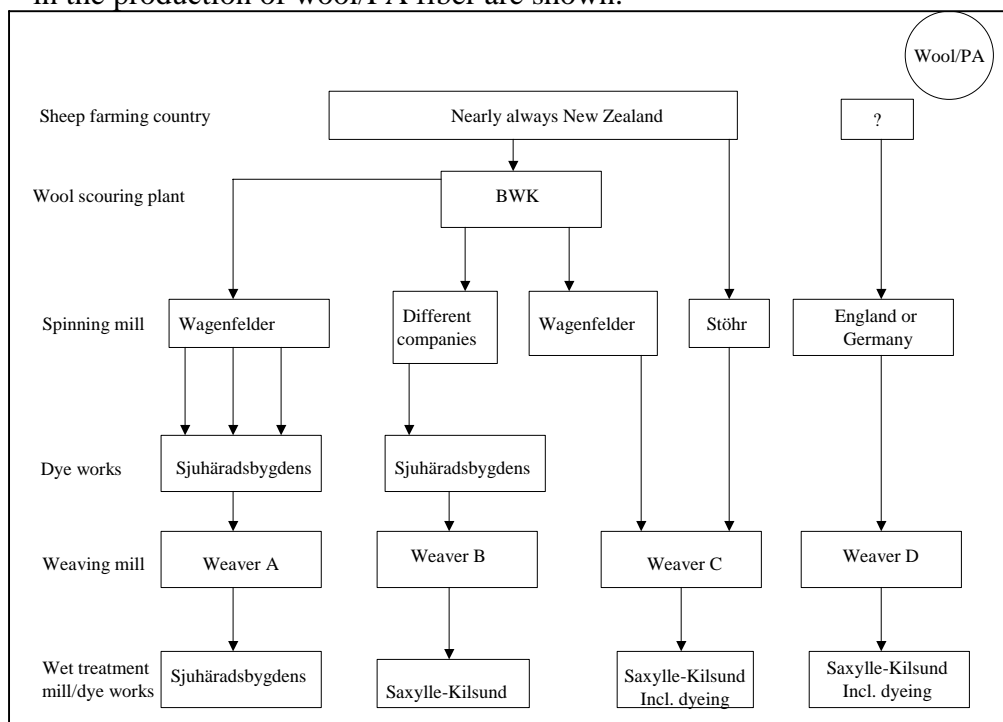 in the production of wool/PA fiber are shown.
Wool/PA
Sheep farming country
Nearly always New Zealand
?
Wool scouring plant
BWK
Spinning mill
Wagenfelder
Different
companies
Wagenfelder
Stöhr
England or
Germany
Dye works
Sjuhäradsbygdens
Sjuhäradsbygdens
Weaving mill
Weaver A
Weaver B
Weaver C
Weaver D
Wet treatment
mill/dye works
Sjuhäradsbygdens
Saxylle-Kilsund
Saxylle-Kilsund
Incl. dyeing
Saxylle-Kilsund
Incl. dyeing